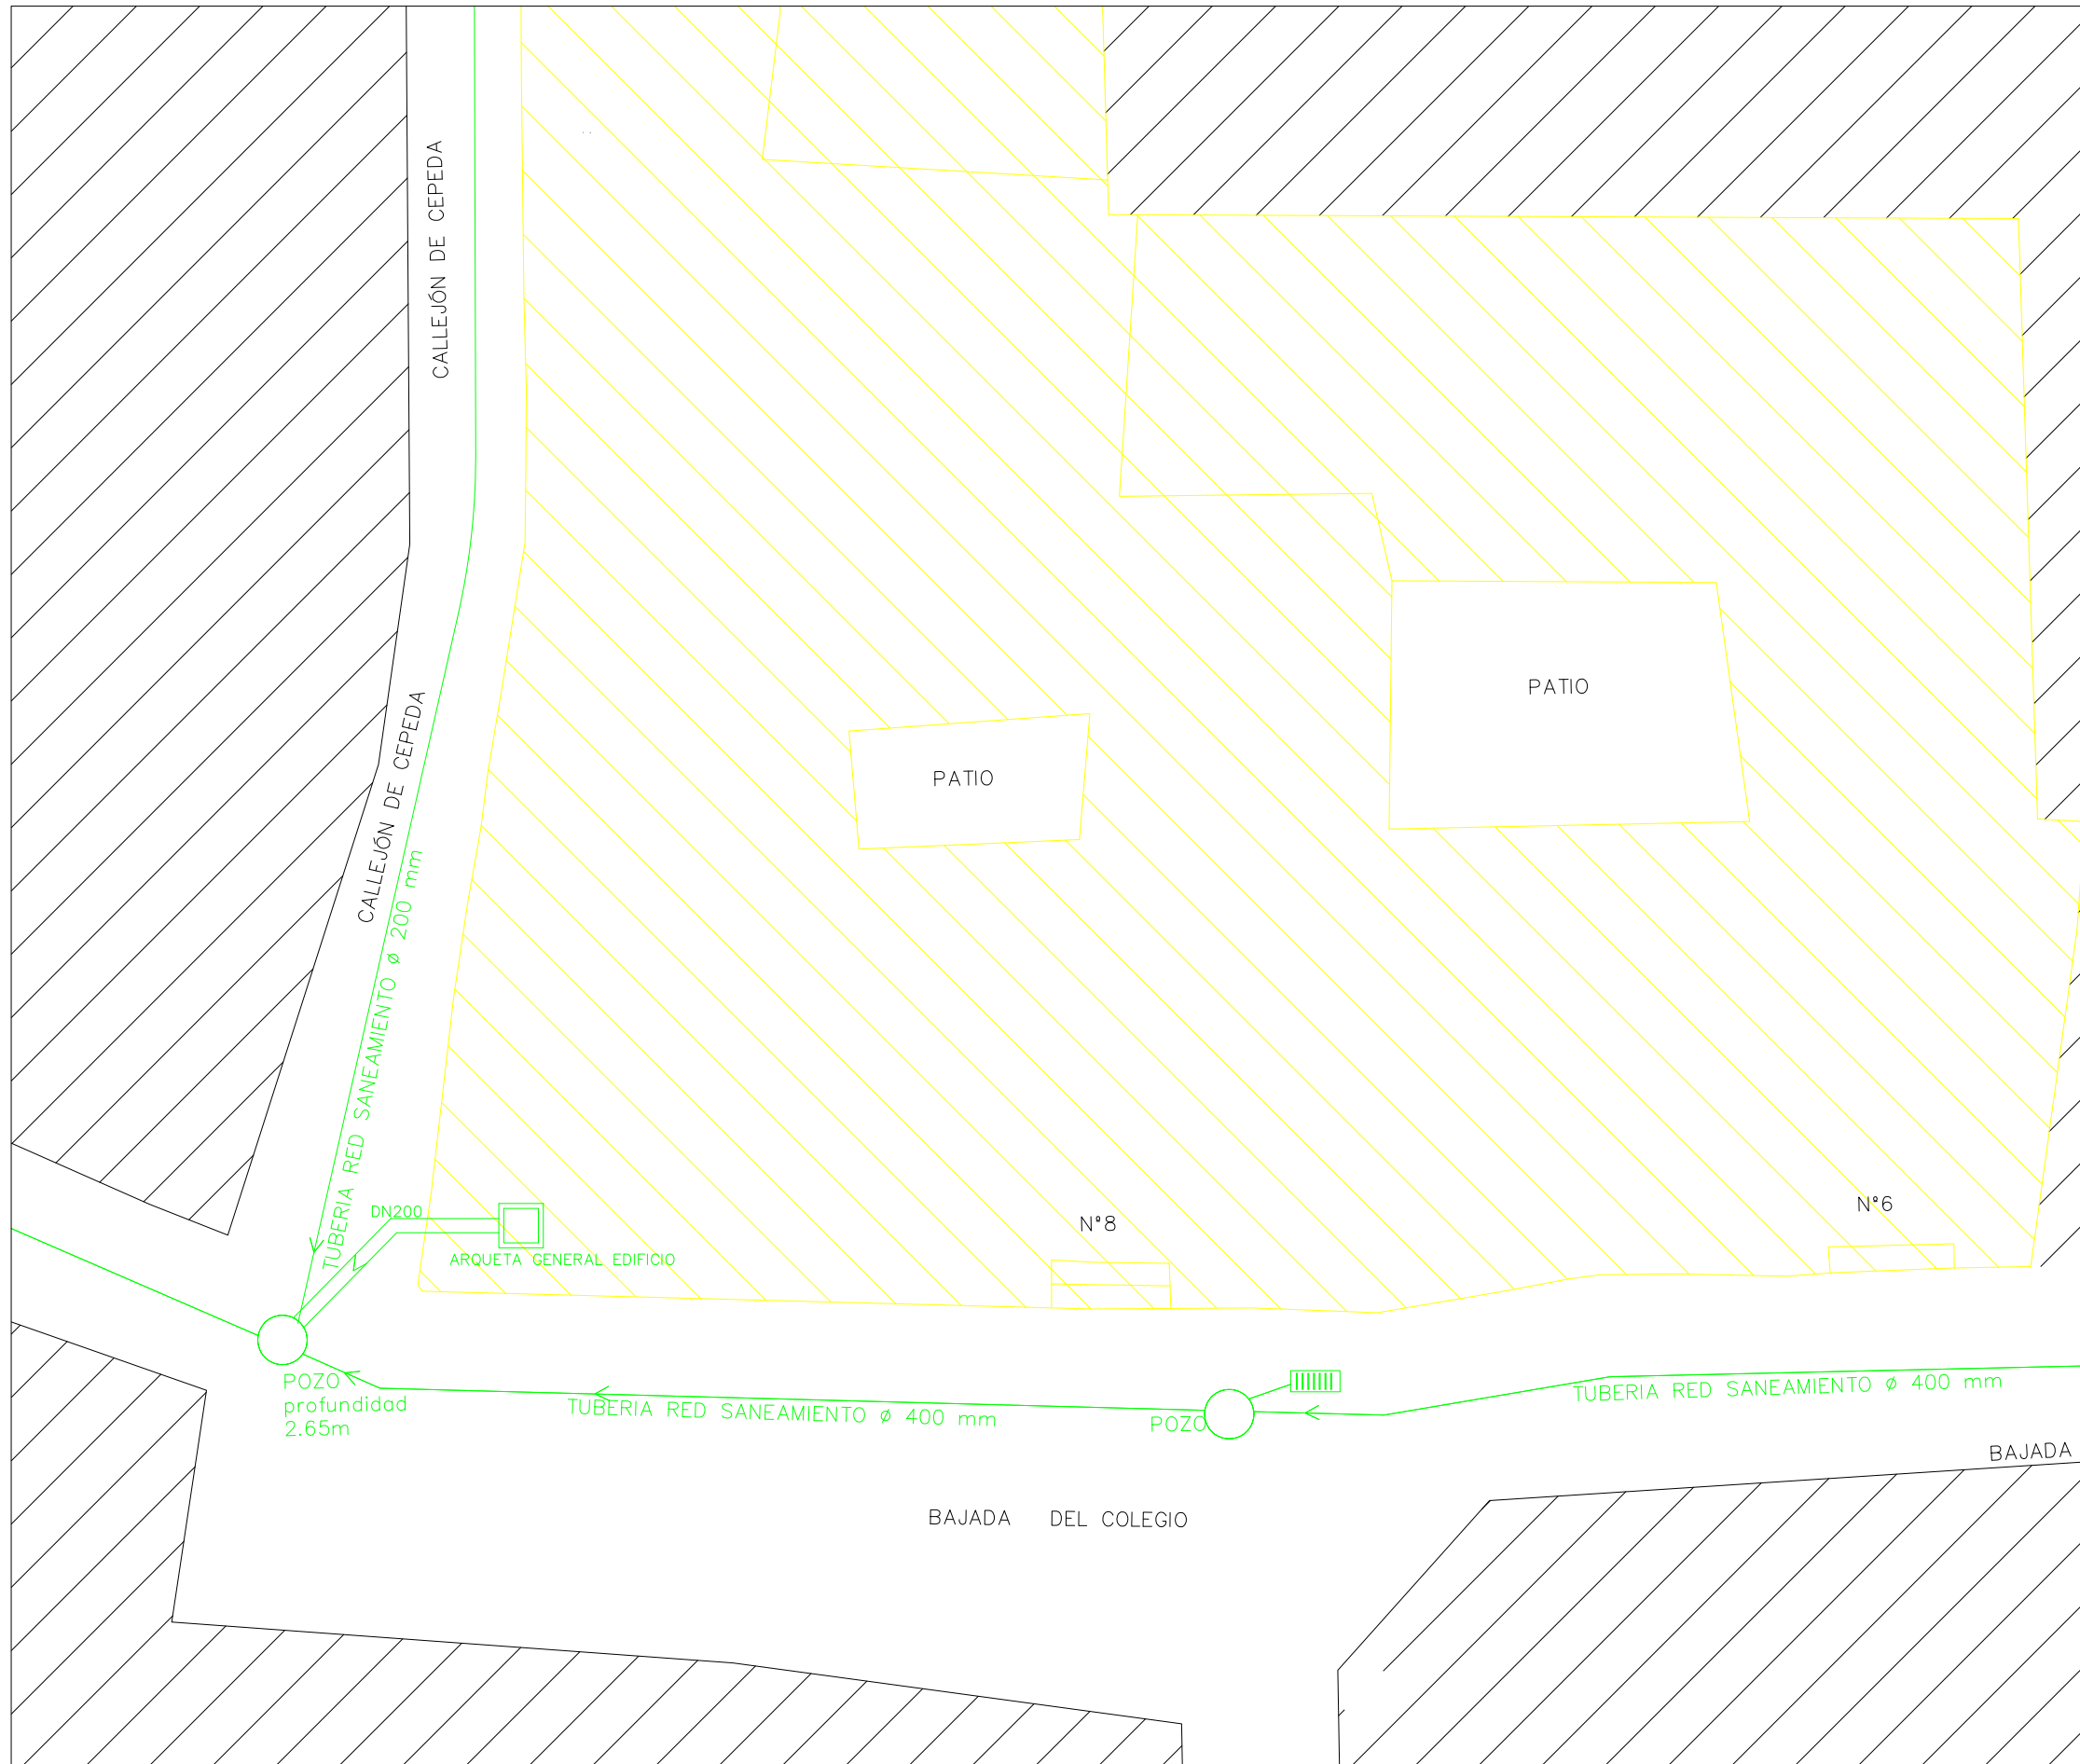 CALLEJÓN DE CEPEDA
CALLEJÓN DE CEPEDA
PATIO
PATIO
TUBERIA RED SANEAMIENTO ø 200 mm
DN200
ARQUETA GENERAL EDIFICIO
N°8
N°6
POZO
profundidad
2.65m
TUBERIA RED SANEAMIENTO ø 400 mm
POZO
TUBERIA RED SANEAMIENTO ø 400 mm
BAJADA
BAJADA DEL COLEGIO